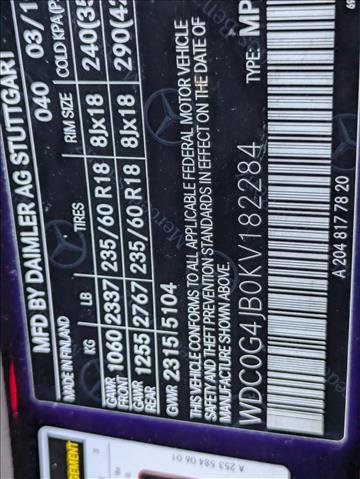 MFD BY DAIMLER AG STUTTGART
040 03/1
MADE IN FINLAND
KG LB TIRES RIM SIZE COLD KPA(P
GAWR FRONT 1060 2337 235/60 R18 8Jx18 240(35
GAWR REAR 1255 2767 235/60 R18 8Jx18 290(42
GVWR 2315 5104
THIS VEHICLE CONFORMS TO ALL APPLICABLE FEDERAL MOTOR VEHICLE
SAFETY AND THEFT PREVENTION STANDARDS IN EFFECT ON THE DATE OF
MANUFACTURE SHOWN ABOVE.
TYPE: MP
WDC0G4JB0KV182284
A 204 817 78 20
A 253 584 06 01
GEMENT